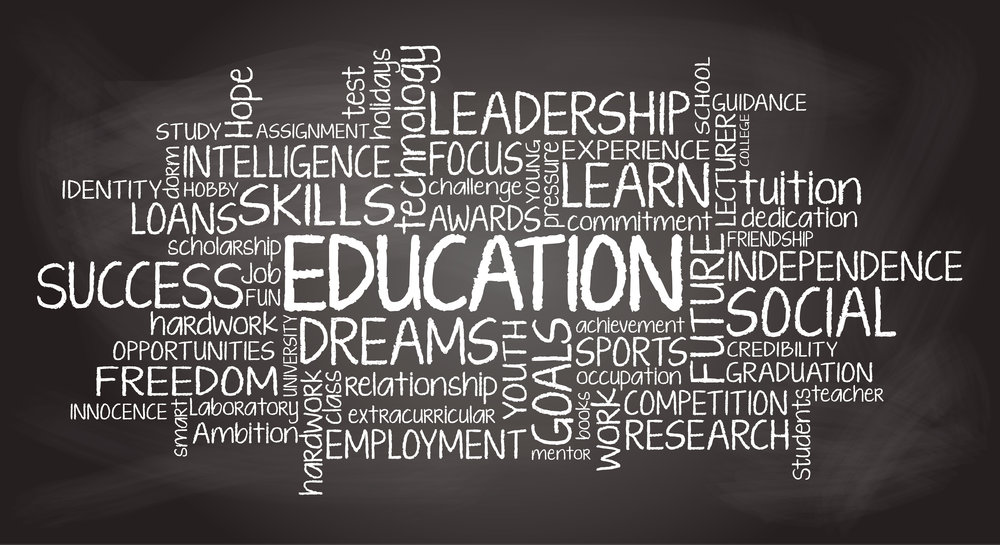 Hope
test
holidays
technology
LEADERSHIP
SCHOOL
GUIDANCE
STUDY
ASSIGNMENT
LECTURER
COLLEGE
dorm
INTELLIGENCE
FOCUS
YOUNG
pressure
EXPERIENCE
IDENTITY
HOBBY
SKILLS
challenge
LEARN
tuition
LOANS
AWARDS
commitment
dedication
scholarship
EDUCATION
FUTURE
FRIENDSHIP
SUCCESS
Job
INDEPENDENCE
FUN
SOCIAL
hardwork
UNIVERSITY
DREAMS
YOUTH
GOALS
achievement
OPPORTUNITIES
SPORTS
CREDIBILITY
FREEDOM
hardwork
class
relationship
occupation
GRADUATION
INNOCENCE
smart
Laboratory
extracurricular
books
WORK
COMPETITION
students
teacher
Ambition
EMPLOYMENT
mentor
RESEARCH